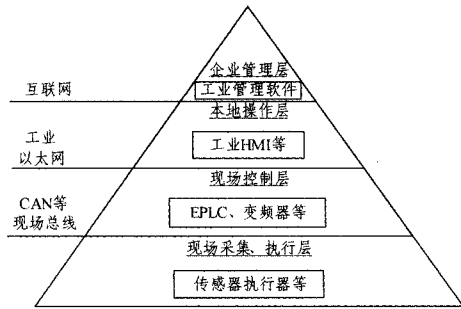 企业管理层
互联网
工业管理软件
本地操作层
工业
以太网
工业HMI等
现场控制层
CAN等
现场总线
EPLC、变频器等
现场采集、执行层
传感器执行器等